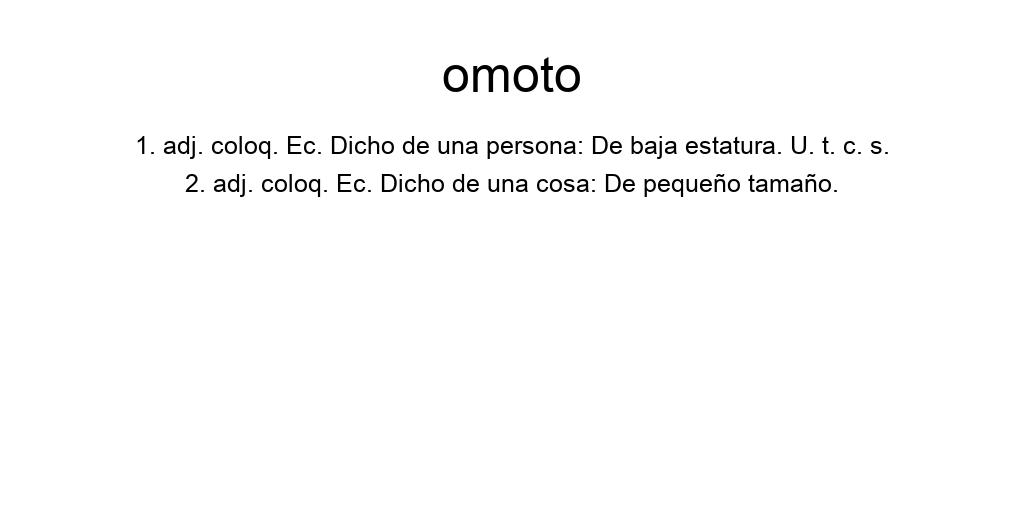 omoto
1. adj. coloq. Ec. Dicho de una persona: De baja estatura. U. t. c. s.
2. adj. coloq. Ec. Dicho de una cosa: De pequeño tamaño.